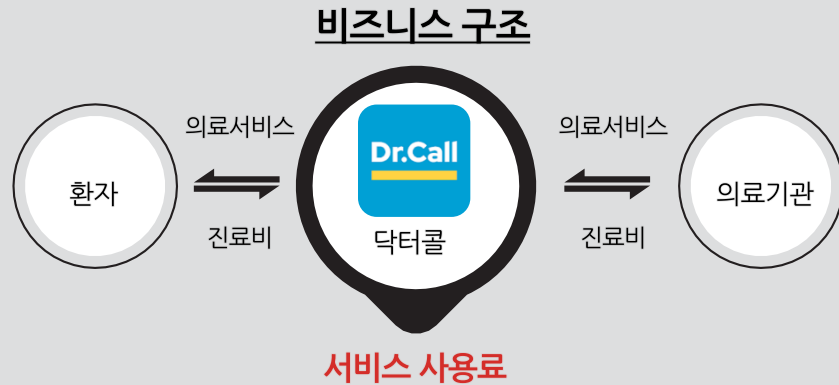 비즈니스 구조
의료서비스
의료서비스
Dr.Call
환자
의료기관
닥터콜
진료비
진료비
서비스 사용료